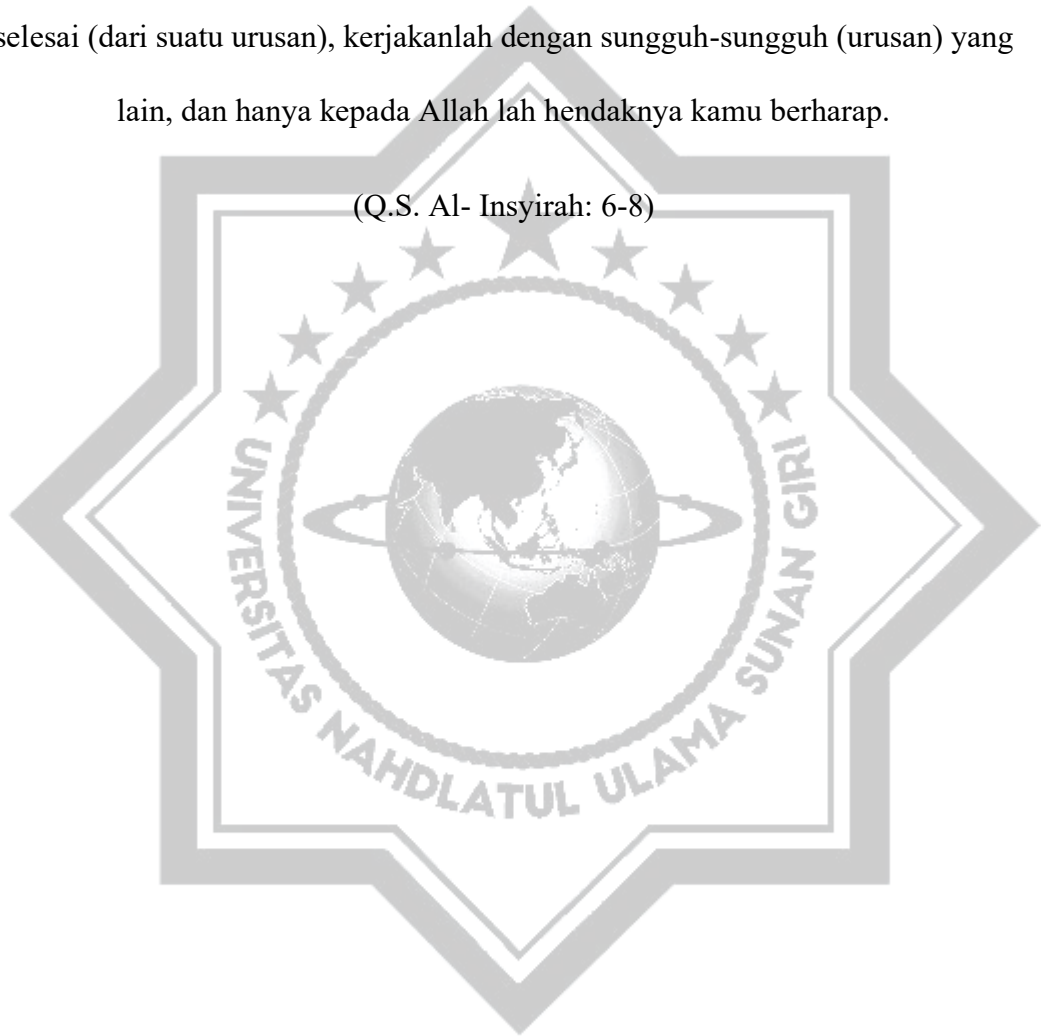 selesai (dari suatu urusan), kerjakanlah dengan sungguh-sungguh (urusan) yang
lain, dan hanya kepada Allah lah hendaknya kamu berharap.
(Q.S. Al- Insyirah: 6-8)
UNIVERSITAS NAHDLATUL ULAMA SUNAN GIRI